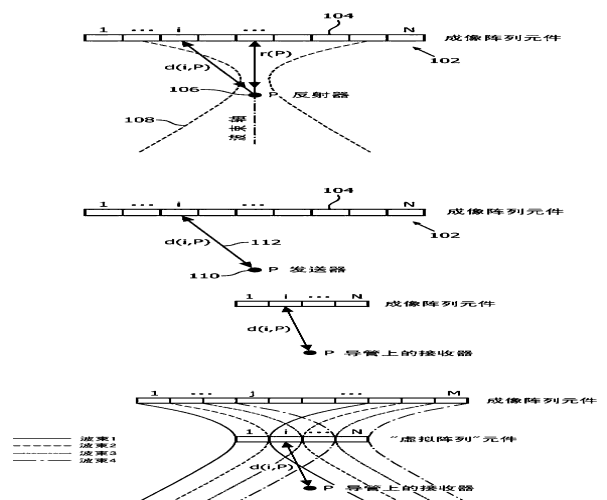 104
1 ... i ... N 成像阵列元件
d(i,P) r(P)
102
106 P 反射器
108
扫描线
104
1 ... i ... N 成像阵列元件
d(i,P) 112
102
110 P 发送器
1 i ... N 成像阵列元件
d(i,P)
P 导管上的接收器
1 ... j ... M 成像阵列元件
波束1
波束2
波束3
波束4
1 i ... N "虚拟阵列"元件
d(i,P)
P 导管上的接收器